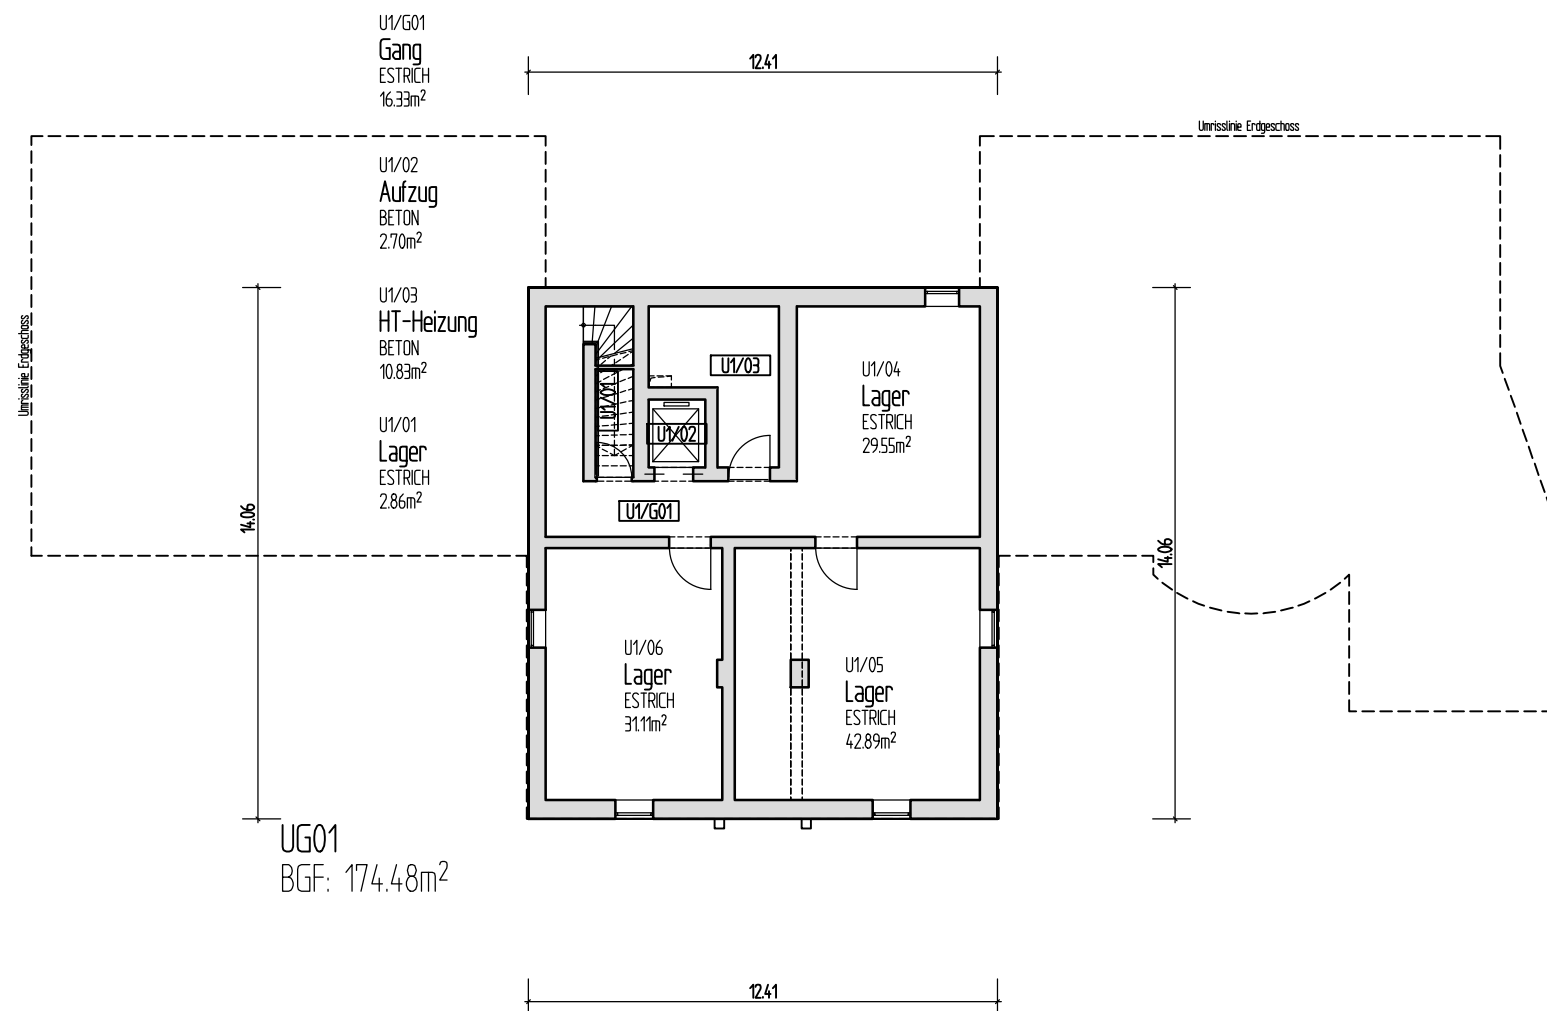 U1/G01
Gang
ESTRICH
16.33m²
12.41
Umrisslinie Erdgeschoss
U1/02
Aufzug
BETON
2.70m²
U1/03
HT-Heizung
BETON
10.83m²
Umrisslinie Erdgeschoss
U1/01
Lager
ESTRICH
2.86m²
U1/03
U1/04
Lager
ESTRICH
29.55m²
U1/01
U1/02
U1/G01
14.06
14.06
U1/06
Lager
ESTRICH
31.11m²
U1/05
Lager
ESTRICH
42.89m²
UG01
BGF: 174.48m²
12.41